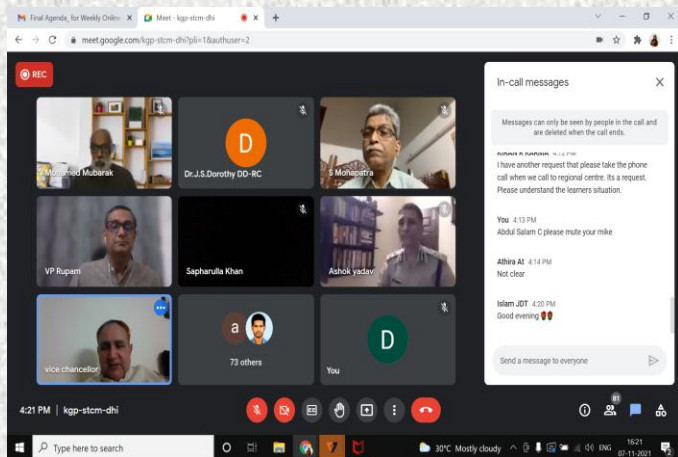 Final Agenda_ for Weekly Online
Meet - kgp-stcm-dhi
meet.google.com/kgp-stcm-dhi?pli=1&authuser=2
REC
Mohamed Mubarak
D
Dr.J.S.Dorothy DD-RC
S Mohapatra
VP Rupam
Sapharulla Khan
Ashok yadav
vice chancellor
a
73 others
D
You
In-call messages
Messages can only be seen by people in the call and
are deleted when the call ends.
I have another request that please take the phone
call when we call to regional centre. its a request.
Please understand the learners situation.
You 4:13 PM
Abdul Salam C please mute your mike
Athira At 4:14 PM
Not clear
Islam JDT 4:20 PM
Good evening
Send a message to everyone
4:21 PM | kgp-stcm-dhi
81
Type here to search
30°C Mostly cloudy
ENG
16:21
07-11-2021
2